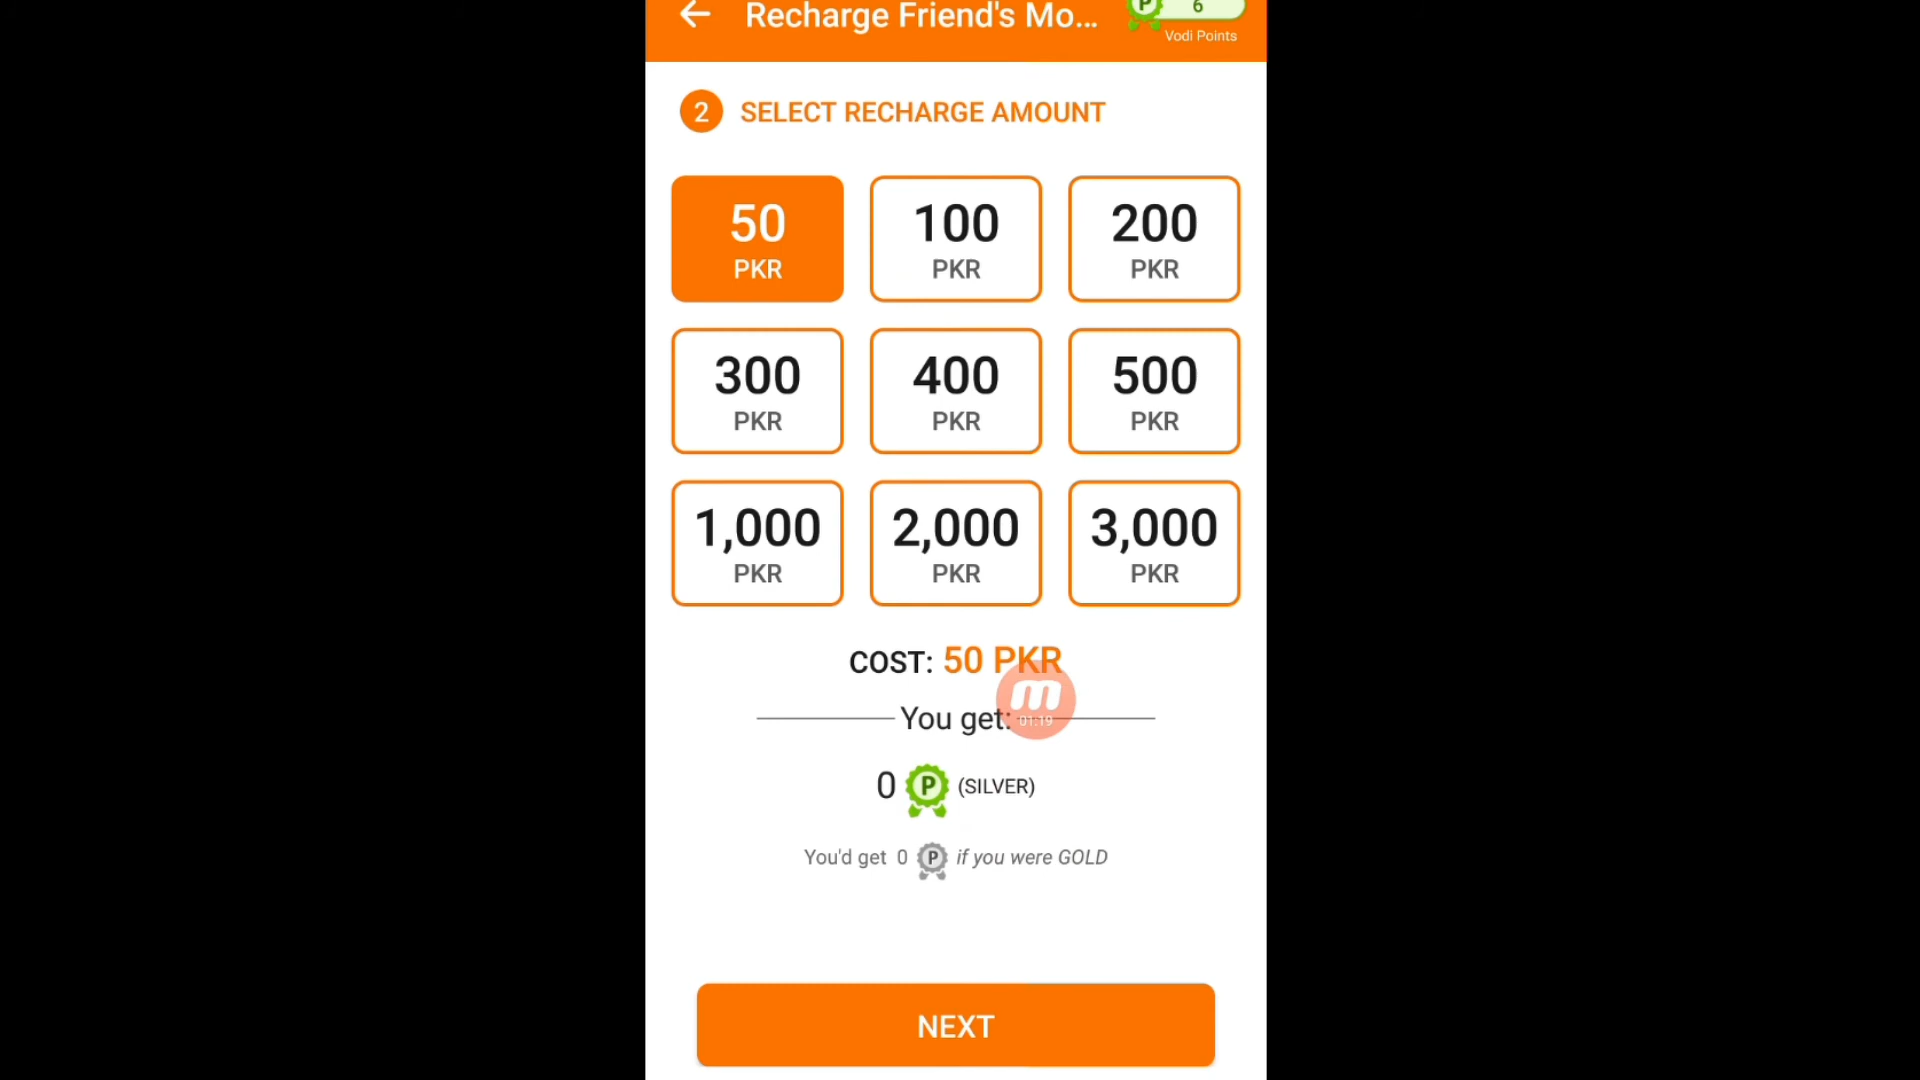 Recharge Friend's Mo...
P 6
Vodi Points
2 SELECT RECHARGE AMOUNT
50 100 200
PKR PKR PKR
300 400 500
PKR PKR PKR
1,000 2,000 3,000
PKR PKR PKR
COST: 50 PKR
m
You get: 01:19
0 P (SILVER)
You'd get 0 P if you were GOLD
NEXT